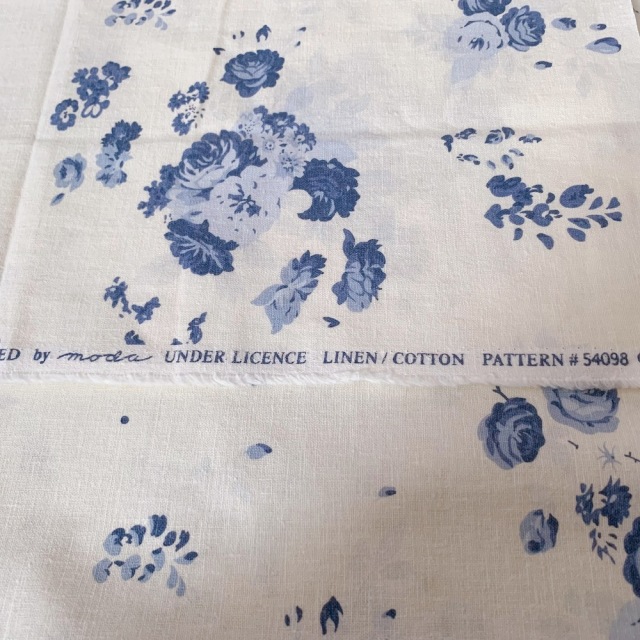 ED by moda UNDER LICENCE LINEN / COTTON PATTERN # 54098